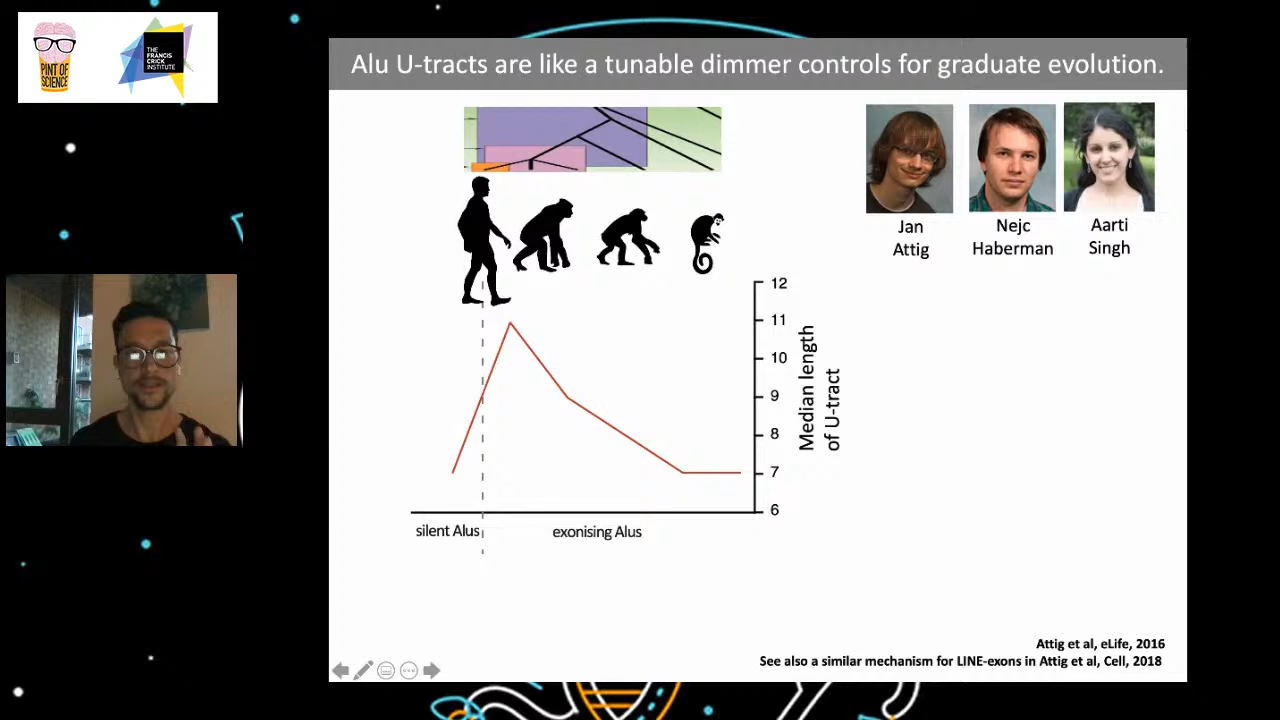 PINT OF
SCIENCE
THE
FRANCIS
CRICK
INSTITUTE
Alu U-tracts are like a tunable dimmer controls for graduate evolution.
Jan
Attig
Nejc
Haberman
Aarti
Singh
12
11
10
9
8
7
6
Median length
of U-tract
silent Alus
exonising Alus
Attig et al, eLife, 2016
See also a similar mechanism for LINE-exons in Attig et al, Cell, 2018